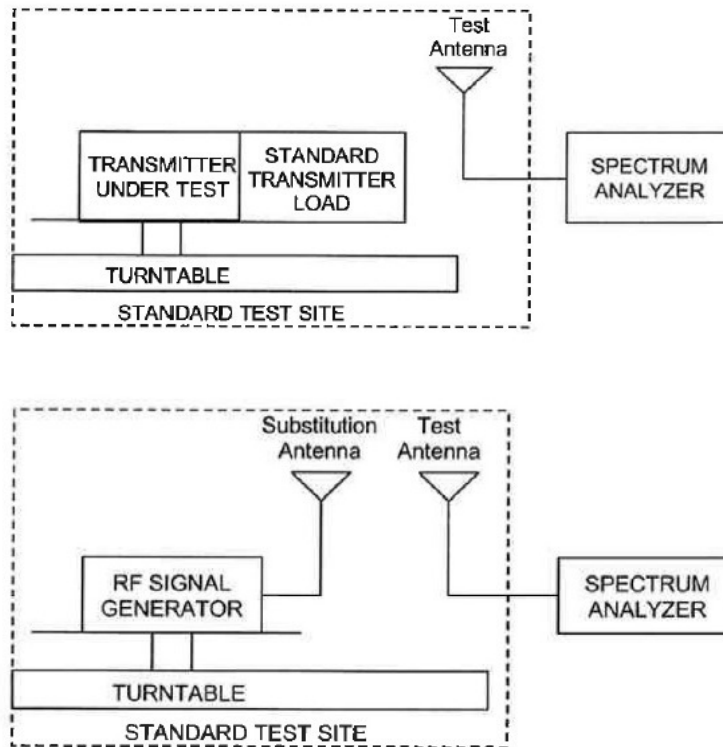 Test
Antenna
TRANSMITTER
UNDER TEST
STANDARD
TRANSMITTER
LOAD
SPECTRUM
ANALYZER
TURNTABLE
STANDARD TEST SITE
Substitution
Antenna
Test
Antenna
RF SIGNAL
GENERATOR
SPECTRUM
ANALYZER
TURNTABLE
STANDARD TEST SITE